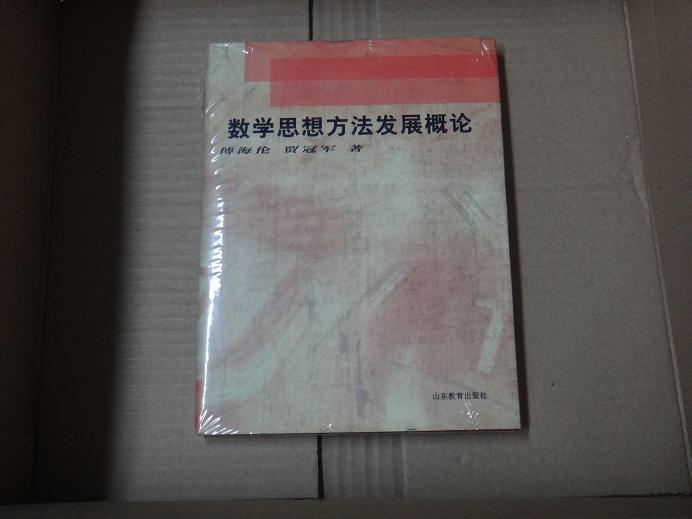 数学思想方法发展概论
傅海伦 贾冠军 著
山东教育出版社